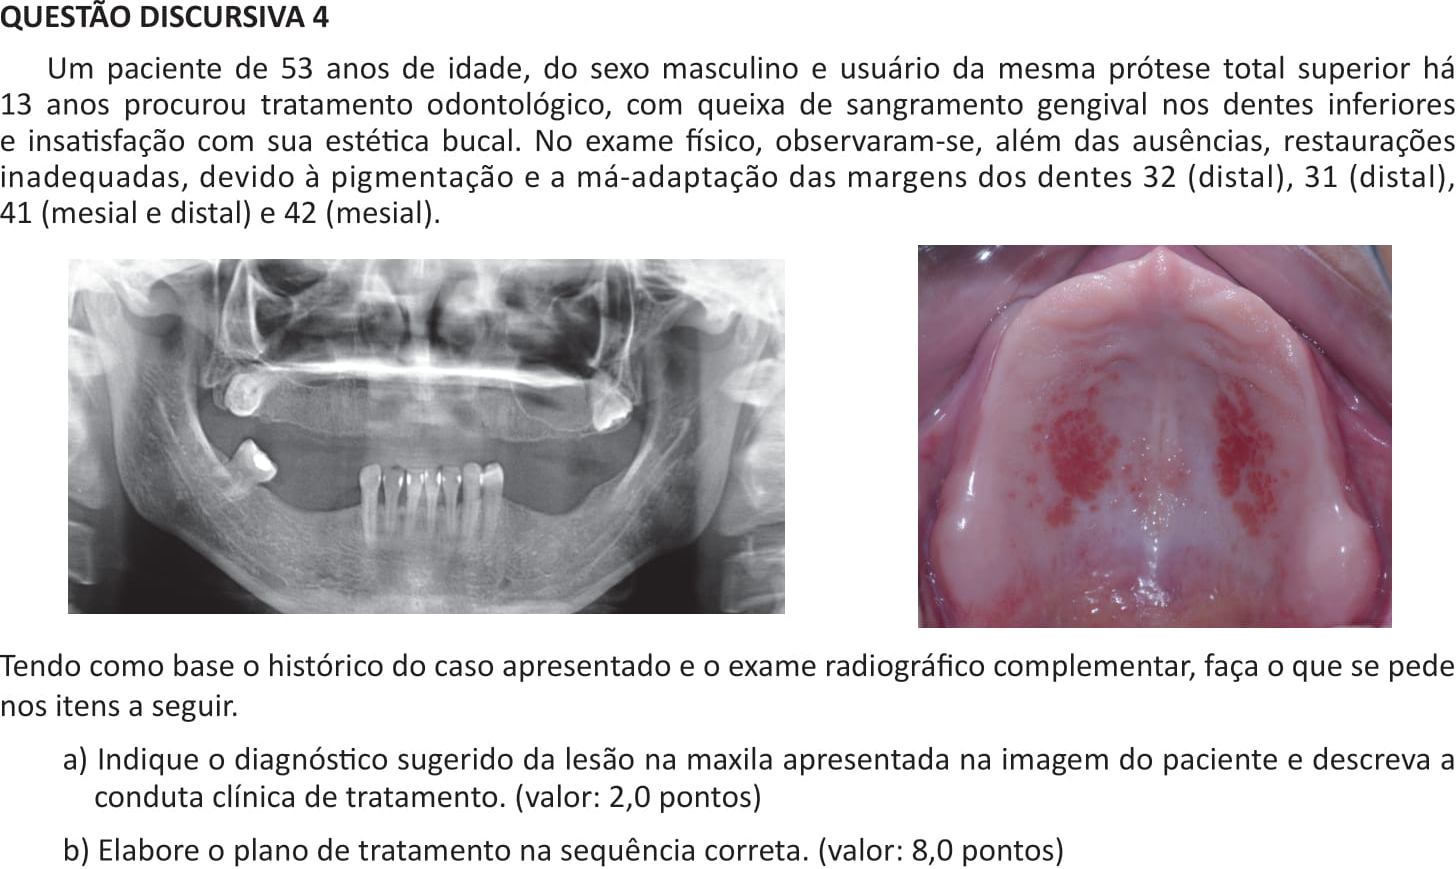 QUESTÃO DISCURSIVA 4
Um paciente de 53 anos de idade, do sexo masculino e usuário da mesma prótese total superior há
13 anos procurou tratamento odontológico, com queixa de sangramento gengival nos dentes inferiores
e insatisfação com sua estética bucal. No exame físico, observaram-se, além das ausências, restaurações
inadequadas, devido à pigmentação e a má-adaptação das margens dos dentes 32 (distal), 31 (distal),
41 (mesial e distal) e 42 (mesial).
Tendo como base o histórico do caso apresentado e o exame radiográfico complementar, faça o que se pede
nos itens a seguir.
a) Indique o diagnóstico sugerido da lesão na maxila apresentada na imagem do paciente e descreva a
conduta clínica de tratamento. (valor: 2,0 pontos)
b) Elabore o plano de tratamento na sequência correta. (valor: 8,0 pontos)